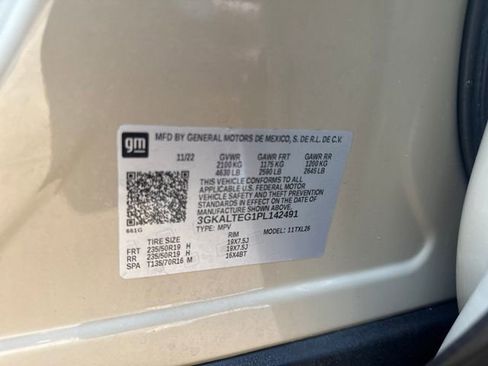 gm
MFD BY GENERAL MOTORS DE MEXICO, S. DE R.L. DE C.V.
11/22 GVWR GAWR FRT GAWR RR
2100 KG 1175 KG 1200 KG
4630 LB 2590 LB 2645 LB
THIS VEHICLE CONFORMS TO ALL
APPLICABLE U.S. FEDERAL MOTOR
VEHICLE SAFETY AND THEFT PREVENTION
STANDARDS IN EFFECT ON THE DATE OF
MANUFACTURE SHOWN ABOVE.
3GKALTEG1PL142491
TYPE: MPV MODEL: 11TXL26
661G
TIRE SIZE RIM
FRT 235/50R19 H 19X7.5J
RR 235/50R19 H 19X7.5J
SPA T135/70R16 M 16X4BT